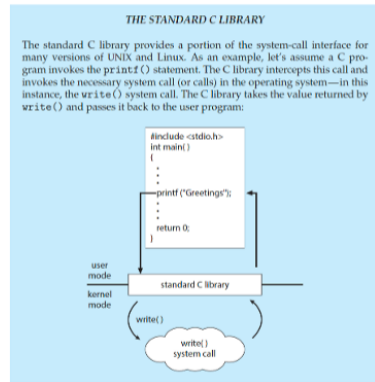 THE STANDARD C LIBRARY
The standard C library provides a portion of the system-call interface for
many versions of UNIX and Linux. As an example, let's assume a C pro-
gram invokes the printf() statement. The C library intercepts this call and
invokes the necessary system call (or calls) in the operating system—in this
instance, the write() system call. The C library takes the value returned by
write() and passes it back to the user program:
#include <stdio.h>
int main( )
{
.
.
.
printf ("Greetings");
.
.
.
return 0;
}
user
mode
standard C library
kernel
mode
write( )
write( )
system call